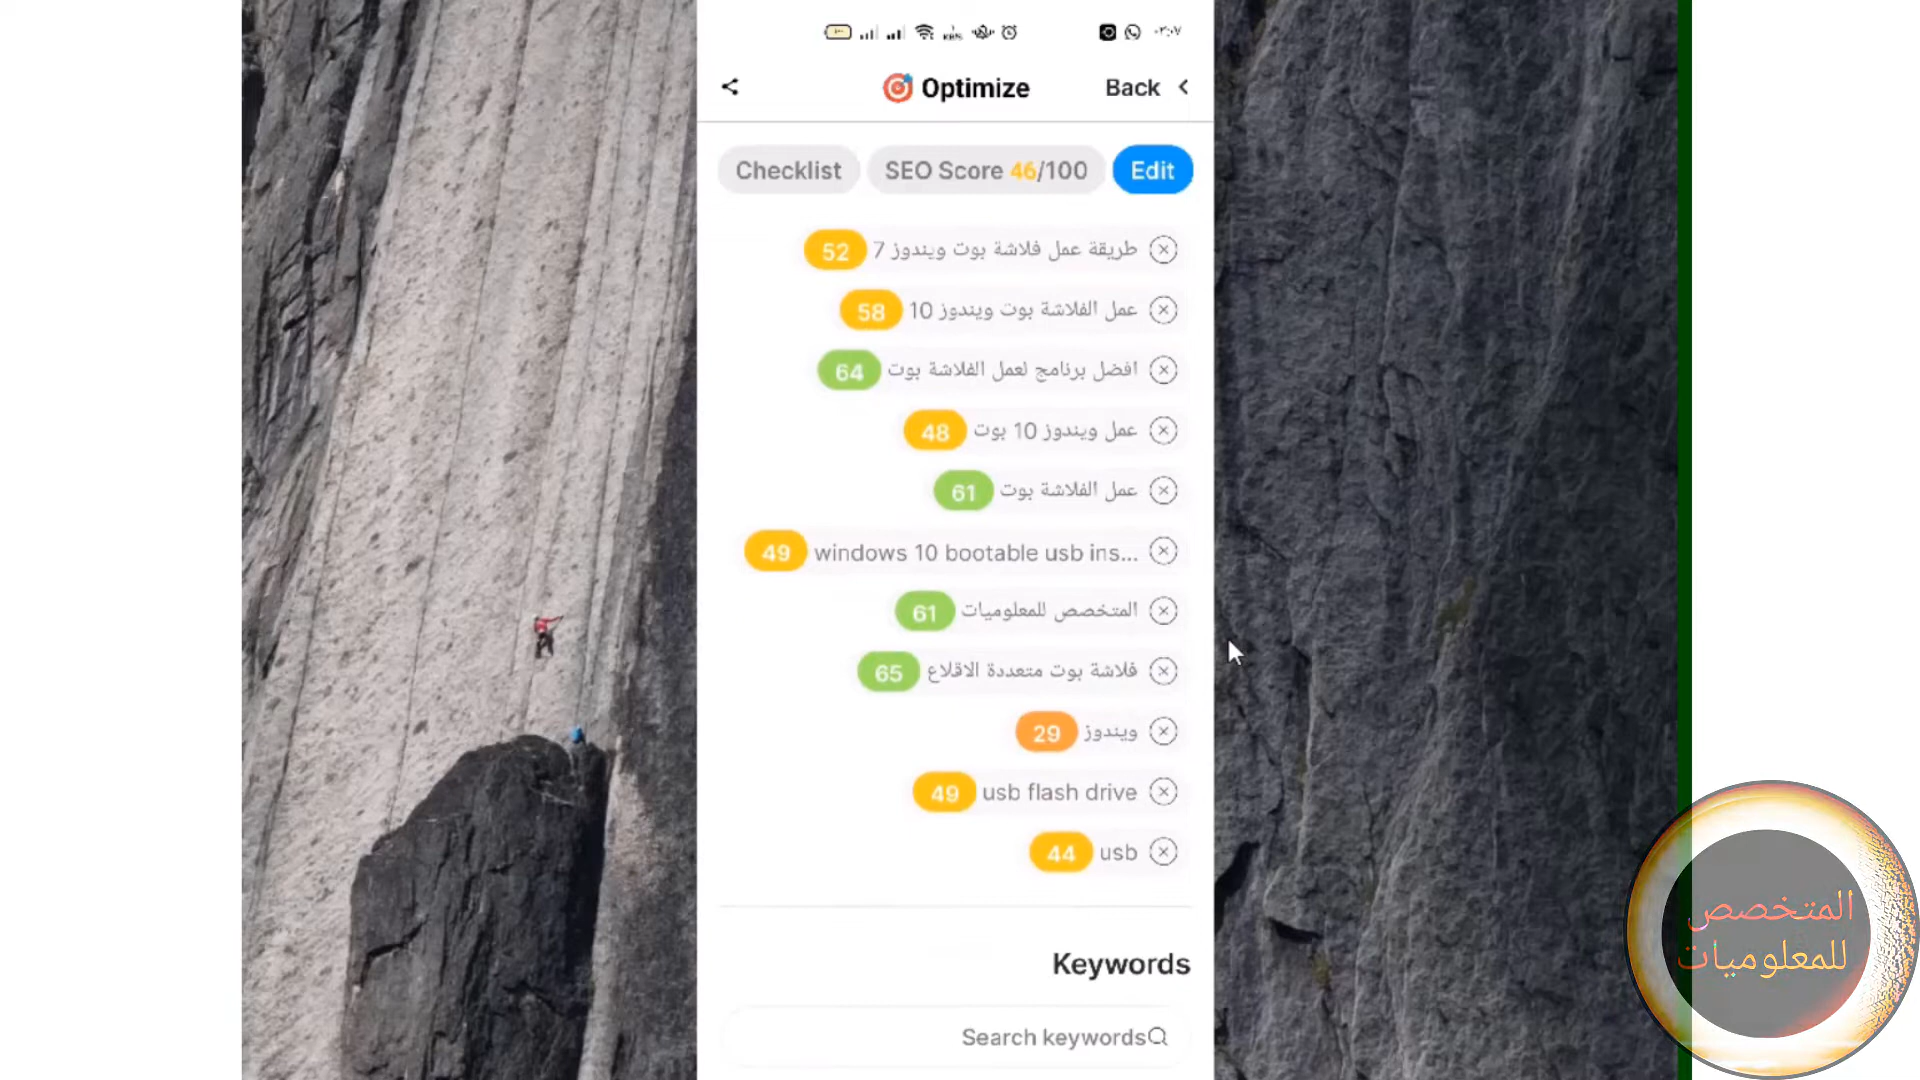 ٠٣:٠٧
Optimize
Back
Checklist
SEO Score 46/100
Edit
طريقة عمل فلاشة بوت ويندوز 7
52
عمل الفلاشة بوت ويندوز 10
58
افضل برنامج لعمل الفلاشة بوت
64
عمل ويندوز 10 بوت
48
عمل الفلاشة بوت
61
windows 10 bootable usb ins...
49
المتخصص للمعلوميات
61
فلاشة بوت متعددة الاقلاع
65
ويندوز
29
usb flash drive
49
usb
44
Keywords
Search keywords
المتخصص
للمعلوميات